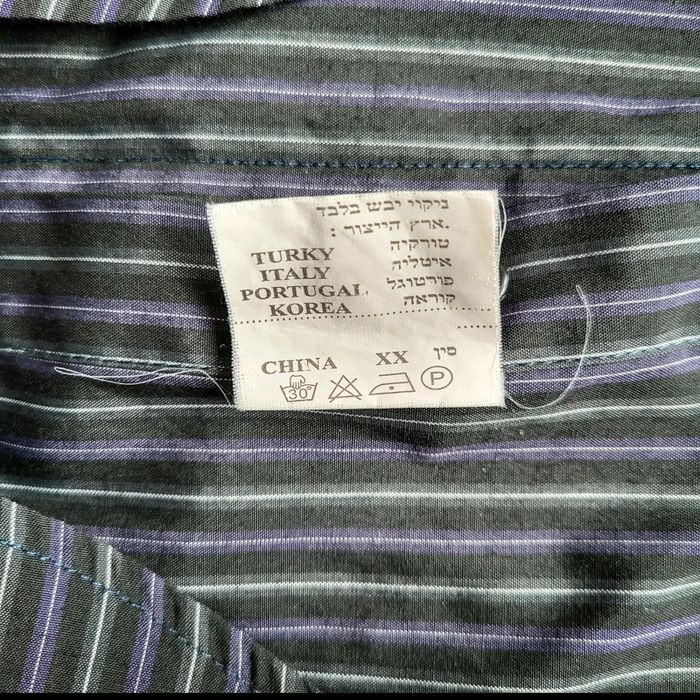 ניקוי יבש בלבד
ארץ הייצור :
TURKY טורקיה
ITALY איטליה
PORTUGAL פורטוגל
KOREA קוראה
CHINA XX סין
30° P